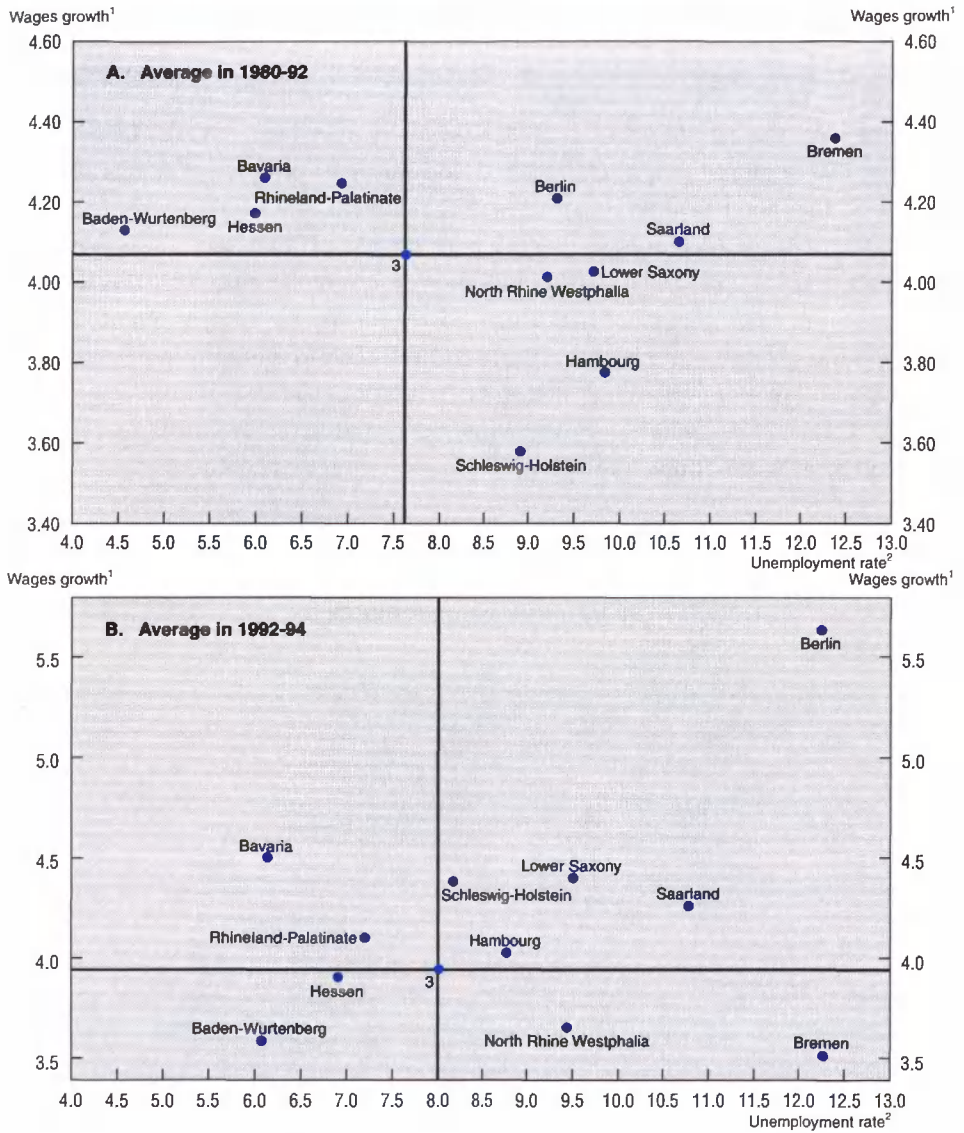 Wages growth¹ Wages growth¹
4.60 4.60
A. Average in 1980-92
4.40 4.40
Bremen
Bavaria
Berlin
Rhineland-Palatinate
4.20 4.20
Baden-Wurtenberg
Hessen
Saarland
3
Lower Saxony
4.00 4.00
North Rhine Westphalia
3.80 3.80
Hambourg
3.60 3.60
Schleswig-Holstein
3.40 3.40
4.0 4.5 5.0 5.5 6.0 6.5 7.0 7.5 8.0 8.5 9.0 9.5 10.0 10.5 11.0 11.5 12.0 12.5 13.0
Unemployment rate²
Wages growth¹ Wages growth¹
B. Average in 1992-94
Berlin
5.5 5.5
5.0 5.0
Bavaria
4.5 4.5
Lower Saxony
Schleswig-Holstein
Saarland
Rhineland-Palatinate
Hambourg
4.0 4.0
3
Hessen
Baden-Wurtenberg
North Rhine Westphalia
Bremen
3.5 3.5
4.0 4.5 5.0 5.5 6.0 6.5 7.0 7.5 8.0 8.5 9.0 9.5 10.0 10.5 11.0 11.5 12.0 12.5 13.0
Unemployment rate²